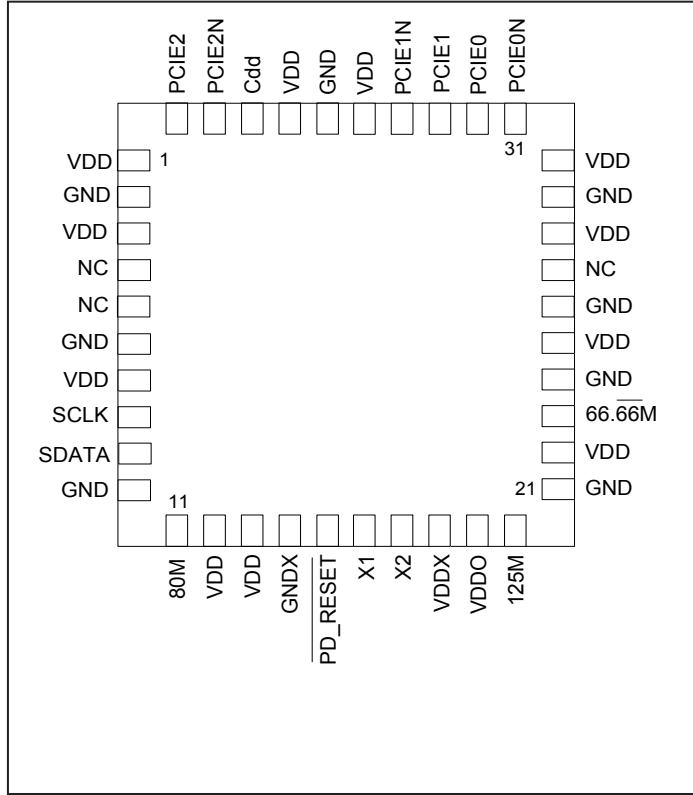 PCIE2
PCIE2N
Cdd
VDD
GND
VDD
PCIE1N
PCIE1
PCIE0
PCIE0N
31
VDD 1
GND
VDD
NC
NC
GND
VDD
SCLK
SDATA
GND
VDD
GND
VDD
NC
GND
VDD
GND
66.66M
VDD
21 GND
11
80M
VDD
VDD
GNDX
PD_RESET
X1
X2
VDDX
VDDO
125M